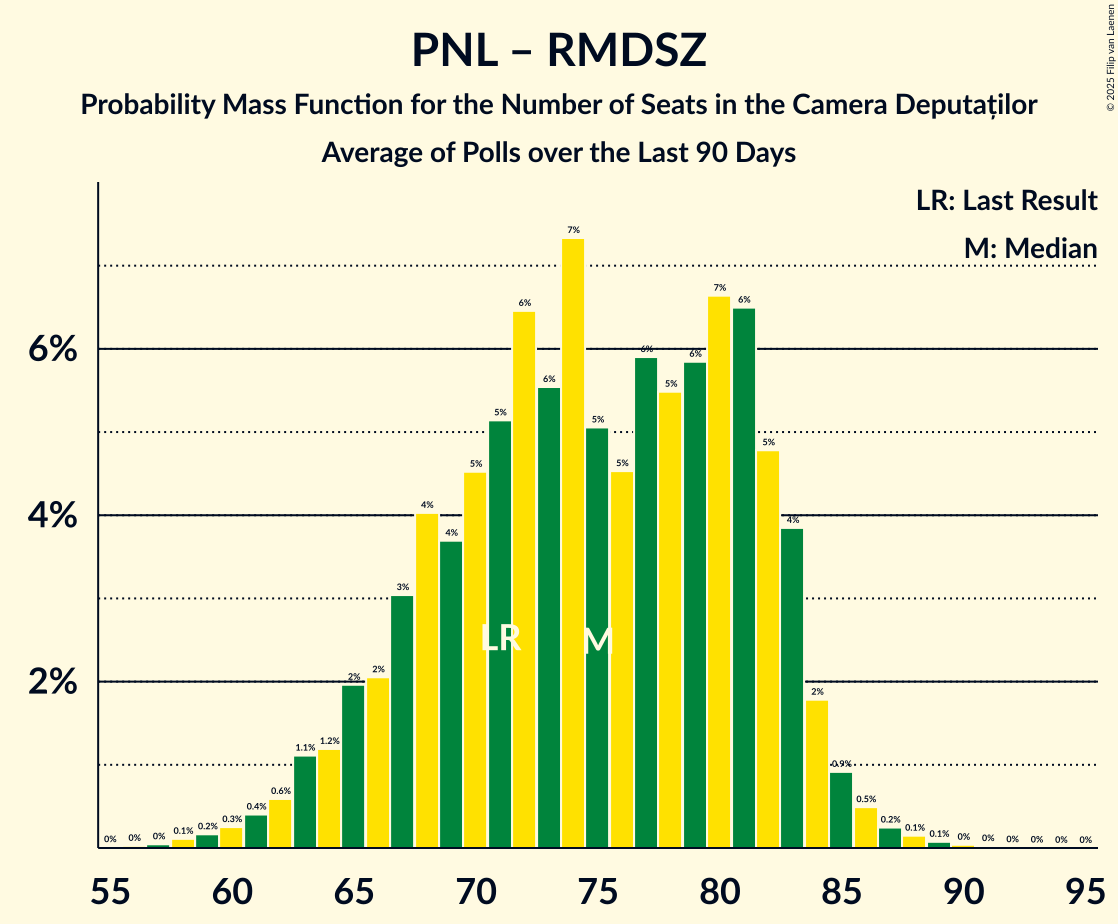 PNL – RMDSZ
Probability Mass Function for the Number of Seats in the Camera Deputaților
Average of Polls over the Last 90 Days
© 2025 Filip van Laenen
LR: Last Result
M: Median
6%
4%
2%
0% 0% 0% 0.1% 0.2% 0.3% 0.4% 0.6% 1.1% 1.2% 2% 2% 3% 4% 4% 5% 5% 6% 6% 7% 5% 5% 6% 5% 6% 7% 6% 5% 4% 2% 0.9% 0.5% 0.2% 0.1% 0.1% 0% 0% 0% 0% 0% 0%
LR M
55 60 65 70 75 80 85 90 95